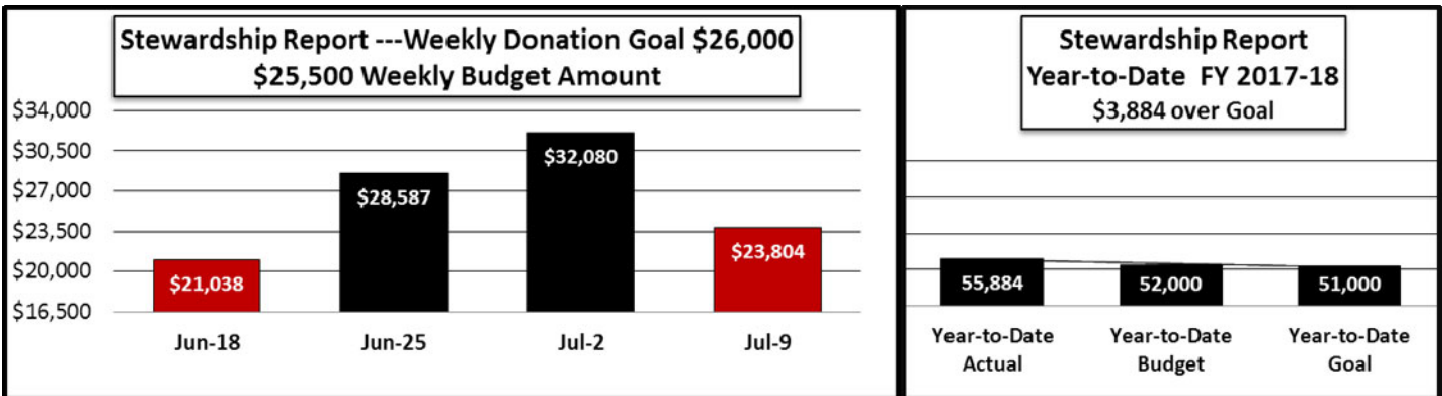 Stewardship Report ---Weekly Donation Goal $26,000
$25,500 Weekly Budget Amount
$34,000
$30,500
$27,000
$23,500
$20,000
$16,500
$21,038
$28,587
$32,080
$23,804
Jun-18
Jun-25
Jul-2
Jul-9
Stewardship Report
Year-to-Date FY 2017-18
$3,884 over Goal
55,884
52,000
51,000
Year-to-Date
Actual
Year-to-Date
Budget
Year-to-Date
Goal